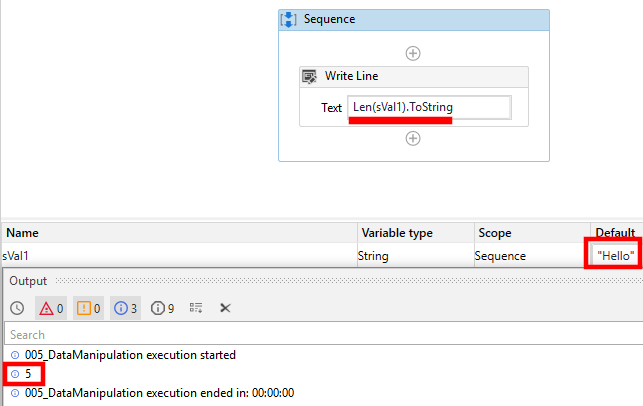 Sequence
Write Line
Text Len(sVal1).ToString
Name Variable type Scope Default
sVal1 String Sequence "Hello"
Output
0 0 3 9
Search
005_DataManipulation execution started
5
005_DataManipulation execution ended in: 00:00:00